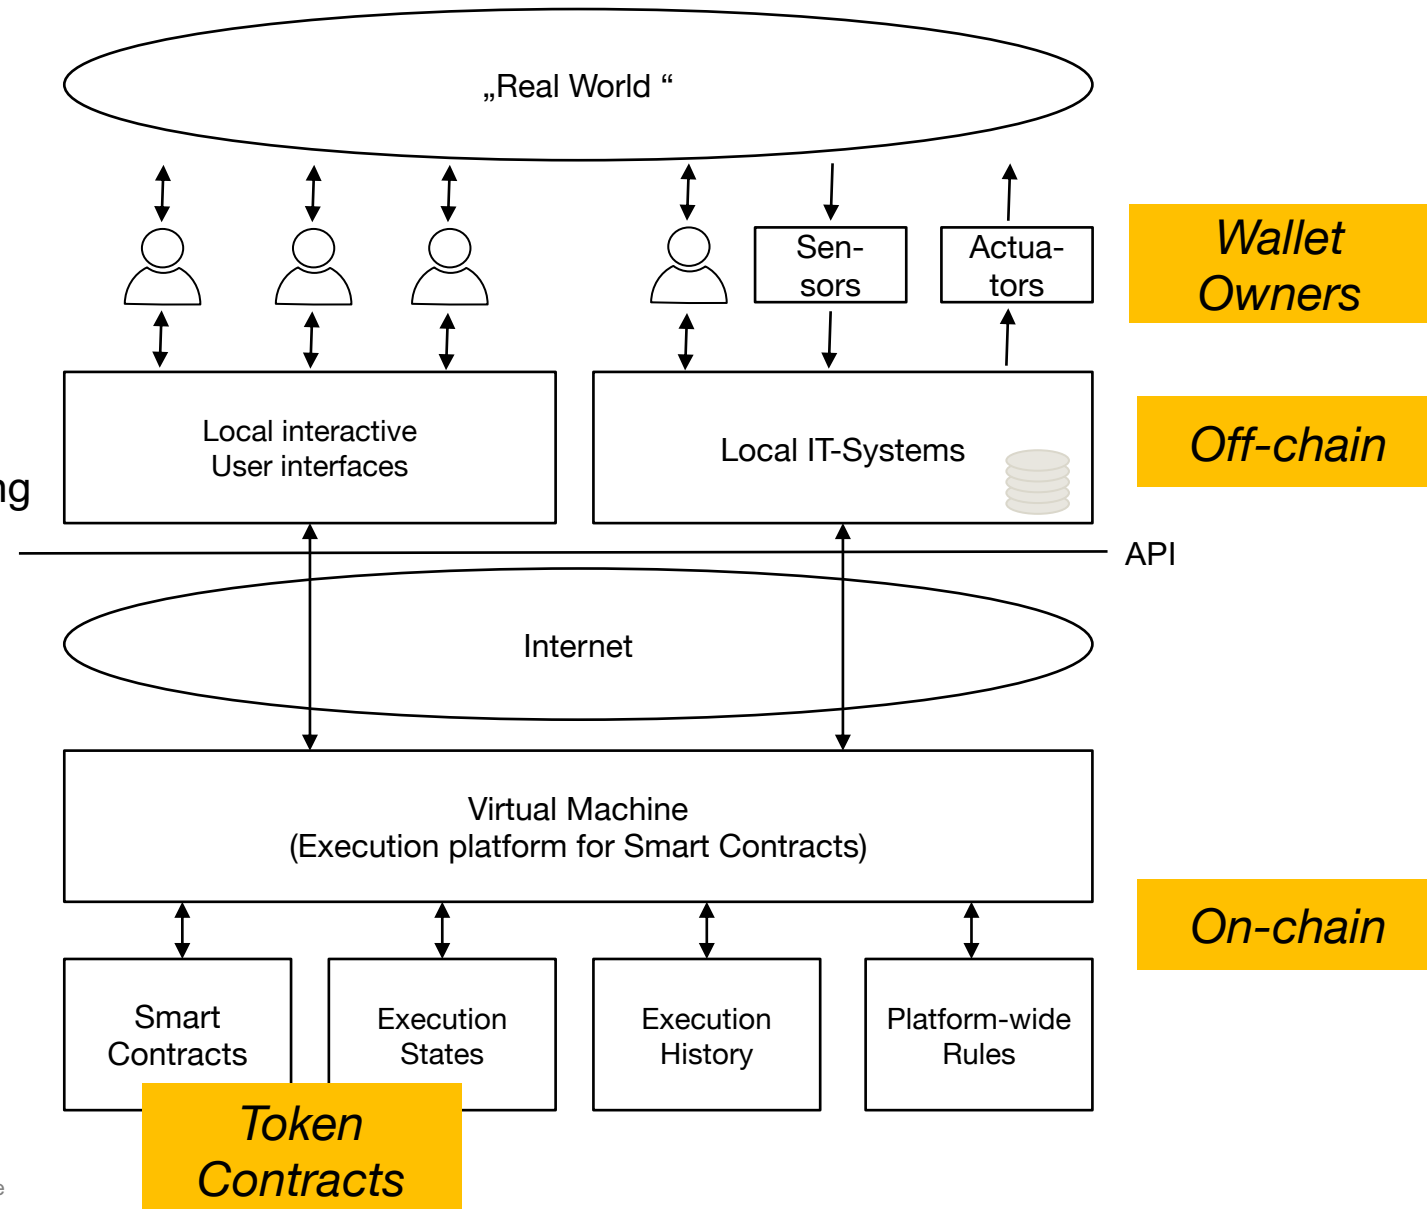 „Real World “
Sen-
sors
Actua-
tors
Wallet
Owners
Local interactive
User interfaces
Local IT-Systems
Off-chain
ng
API
Internet
Virtual Machine
(Execution platform for Smart Contracts)
On-chain
Smart
Contracts
Execution
States
Execution
History
Platform-wide
Rules
Token
Contracts
e